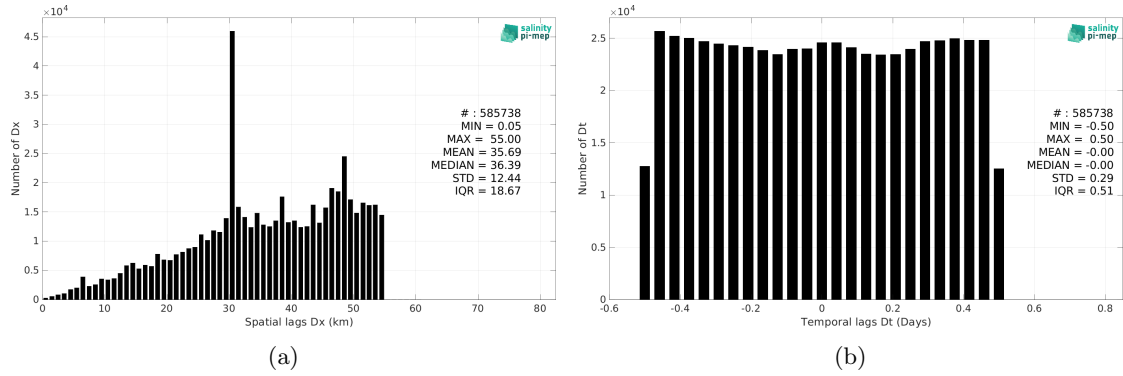 ×10⁴
4.5
4
3.5
3
2.5
2
1.5
1
0.5
0
Number of Dx
0 10 20 30 40 50 60 70 80
Spatial lags Dx (km)
salinity
pi-mep
# : 585738
MIN = 0.05
MAX = 55.00
MEAN = 35.69
MEDIAN = 36.39
STD = 12.44
IQR = 18.67
(a)
×10⁴
2.5
2
1.5
1
0.5
0
Number of Dt
-0.6 -0.4 -0.2 0 0.2 0.4 0.6 0.8
Temporal lags Dt (Days)
salinity
pi-mep
# : 585738
MIN = -0.50
MAX = 0.50
MEAN = -0.00
MEDIAN = -0.00
STD = 0.29
IQR = 0.51
(b)